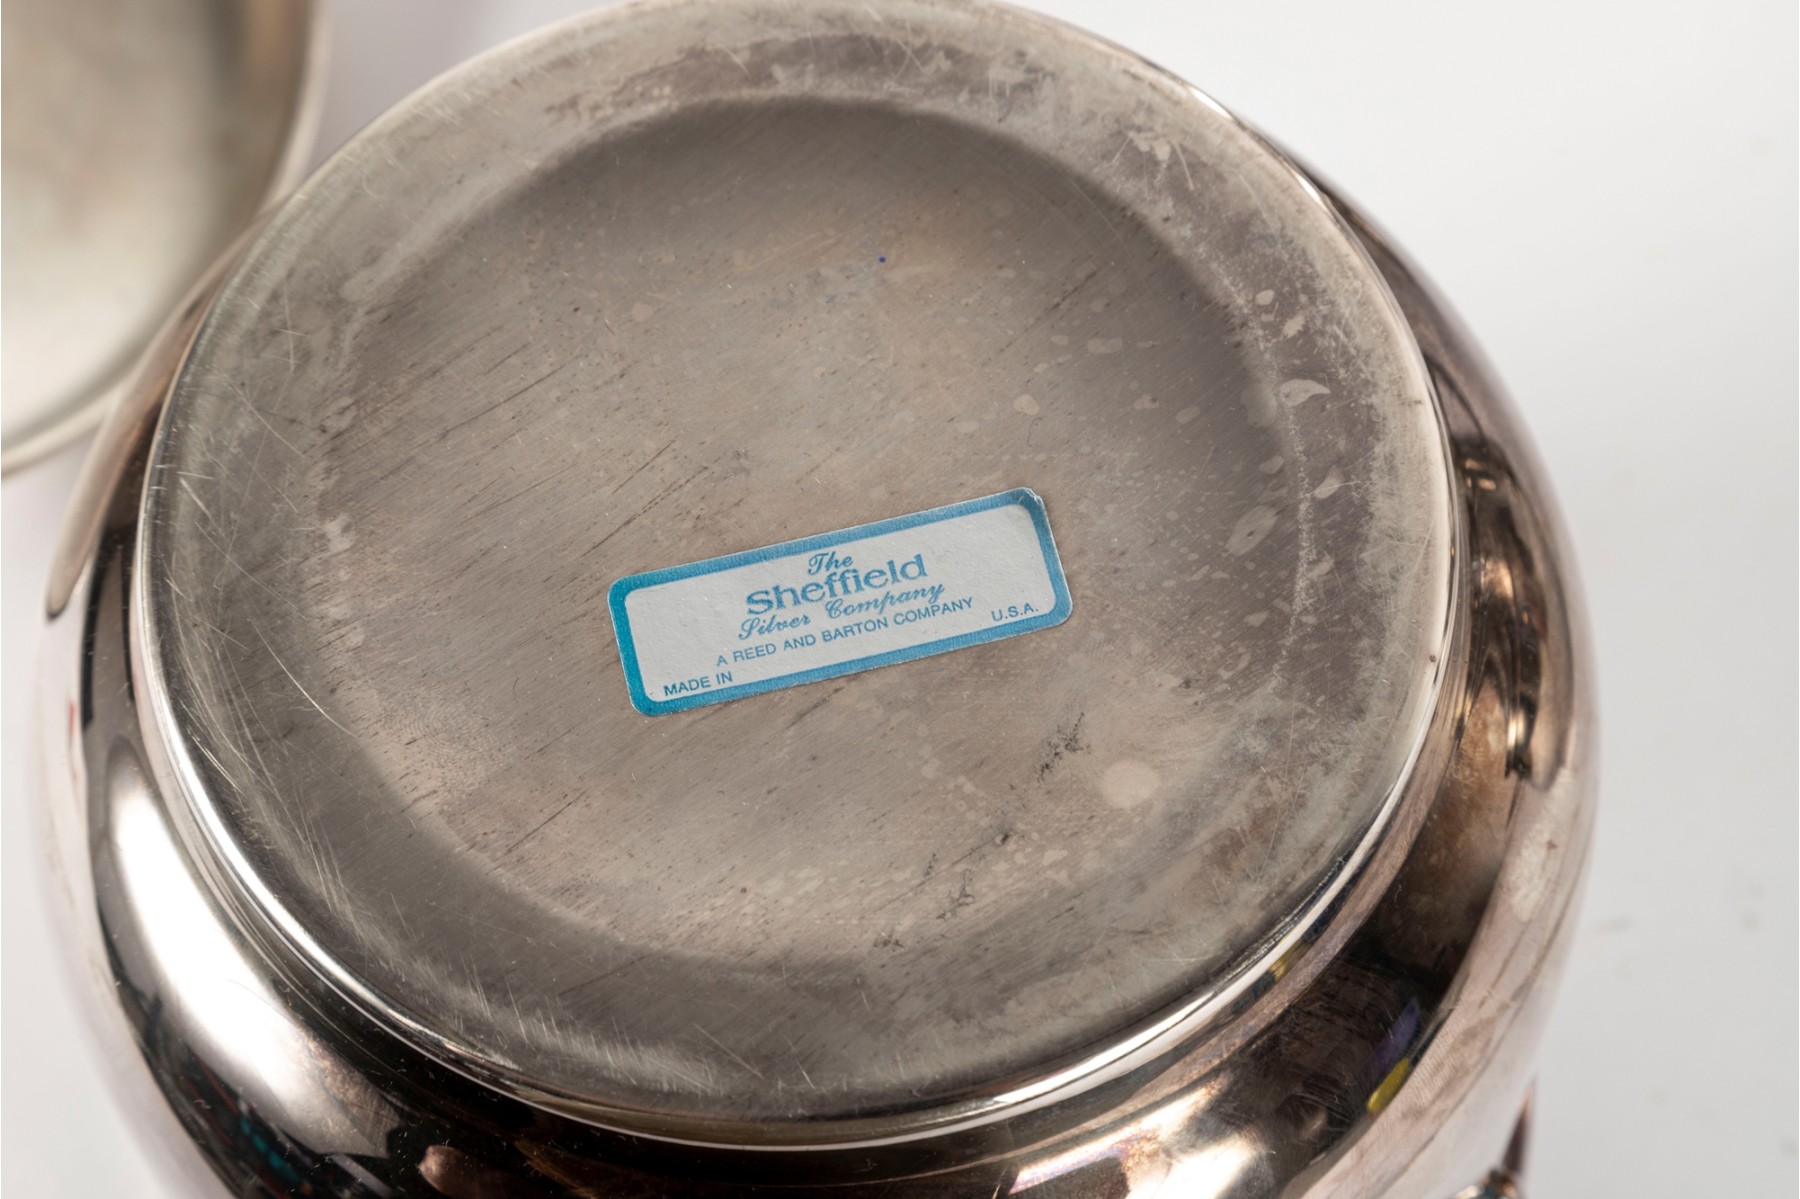 The
Sheffield
Silver Company
A REED AND BARTON COMPANY
MADE IN U.S.A.